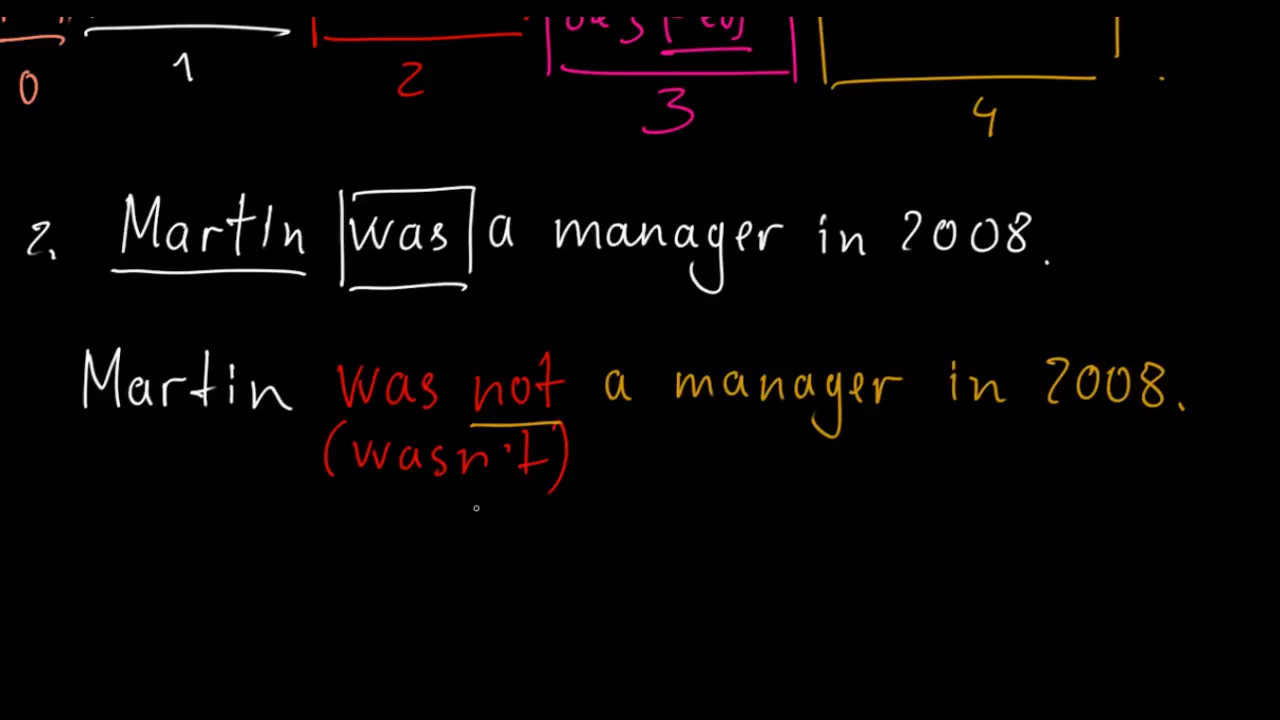 0 1 2 3 4
2. Martin was a manager in 2008.
Martin was not a manager in 2008.
(wasn't)